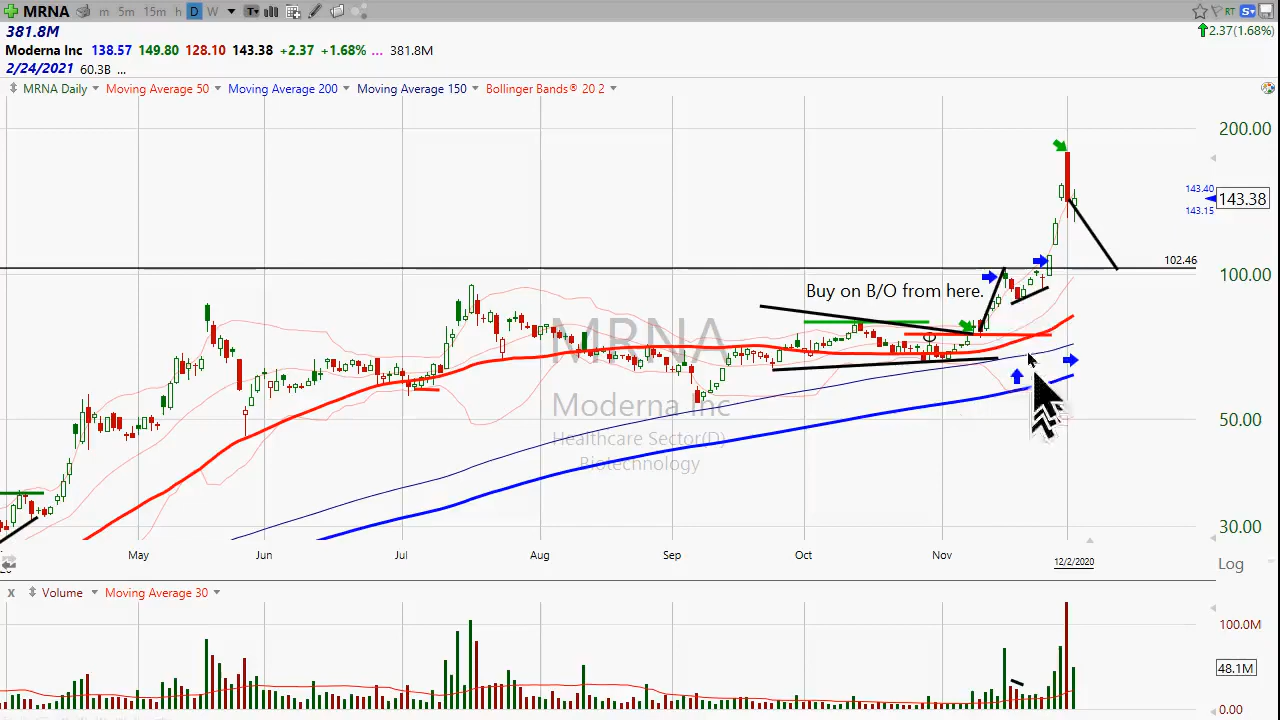 MRNA m 5m 15m h D W T RT S
381.8M 2.37(1.68%)
Moderna Inc 138.57 149.80 128.10 143.38 +2.37 +1.68% ... 381.8M
2/24/2021 60.3B ...
MRNA Daily Moving Average 50 Moving Average 200 Moving Average 150 Bollinger Bands® 20 2
200.00
143.40
143.38
143.15
102.46
100.00
Buy on B/O from here.
MRNA
Moderna Inc
50.00
Healthcare Sector(D)
Biotechnology
30.00
May Jun Jul Aug Sep Oct Nov 12/2/2020 Log
x Volume Moving Average 30
100.0M
48.1M
0.00